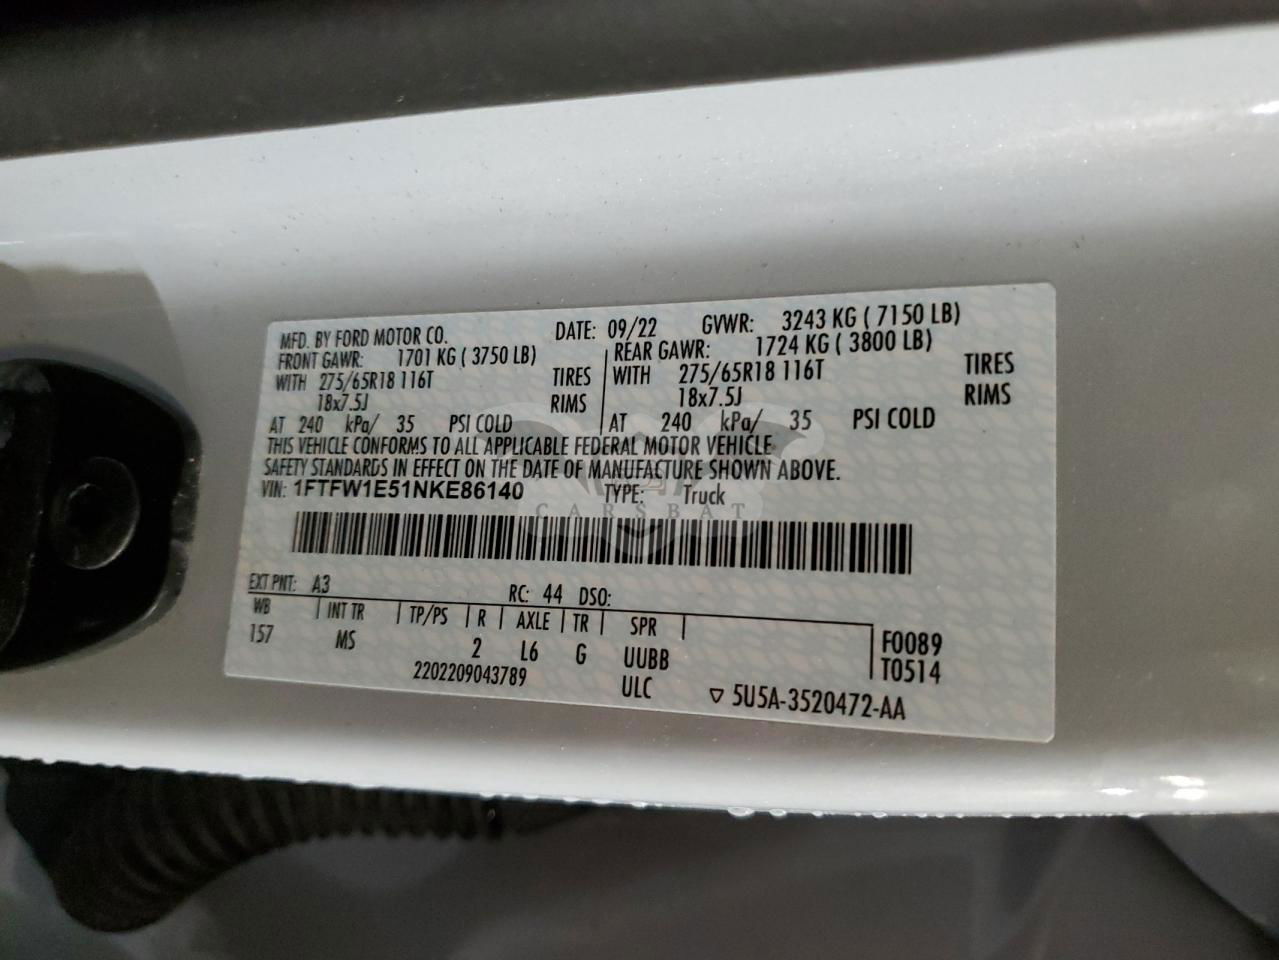 MFD. BY FORD MOTOR CO. DATE: 09/22 GVWR: 3243 KG ( 7150 LB)
FRONT GAWR: 1701 KG ( 3750 LB) REAR GAWR: 1724 KG ( 3800 LB)
WITH 275/65R18 116T TIRES WITH 275/65R18 116T TIRES
18x7.5J RIMS 18x7.5J RIMS
AT 240 kPa/ 35 PSI COLD AT 240 kPa/ 35 PSI COLD
THIS VEHICLE CONFORMS TO ALL APPLICABLE FEDERAL MOTOR VEHICLE
SAFETY STANDARDS IN EFFECT ON THE DATE OF MANUFACTURE SHOWN ABOVE.
VIN: 1FTFW1E51NKE86140 TYPE: Truck
CARSBAT
EXT PNT: A3 RC: 44 DSO:
WB INT TR TP/PS R AXLE TR SPR
157 MS 2 L6 G UUBB F0089
T0514
2202209043789 ULC ▽ 5U5A-3520472-AA